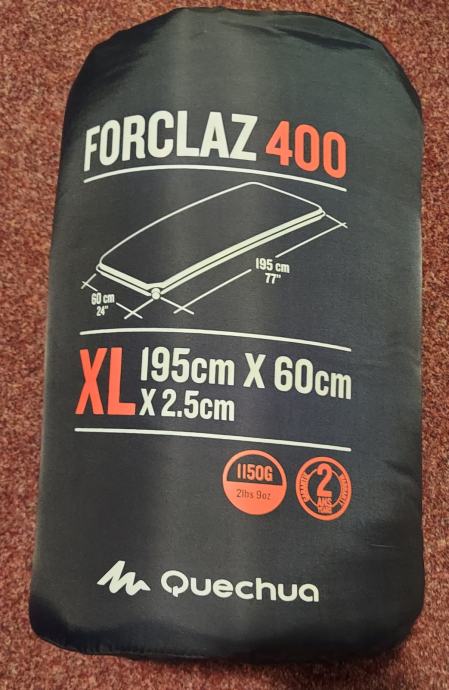 FORCLAZ 400
195 cm
77"
60 cm
24"
XL 195cm X 60cm
X 2.5cm
1150G
2lbs 9oz
2
ANS
YEARS
Quechua